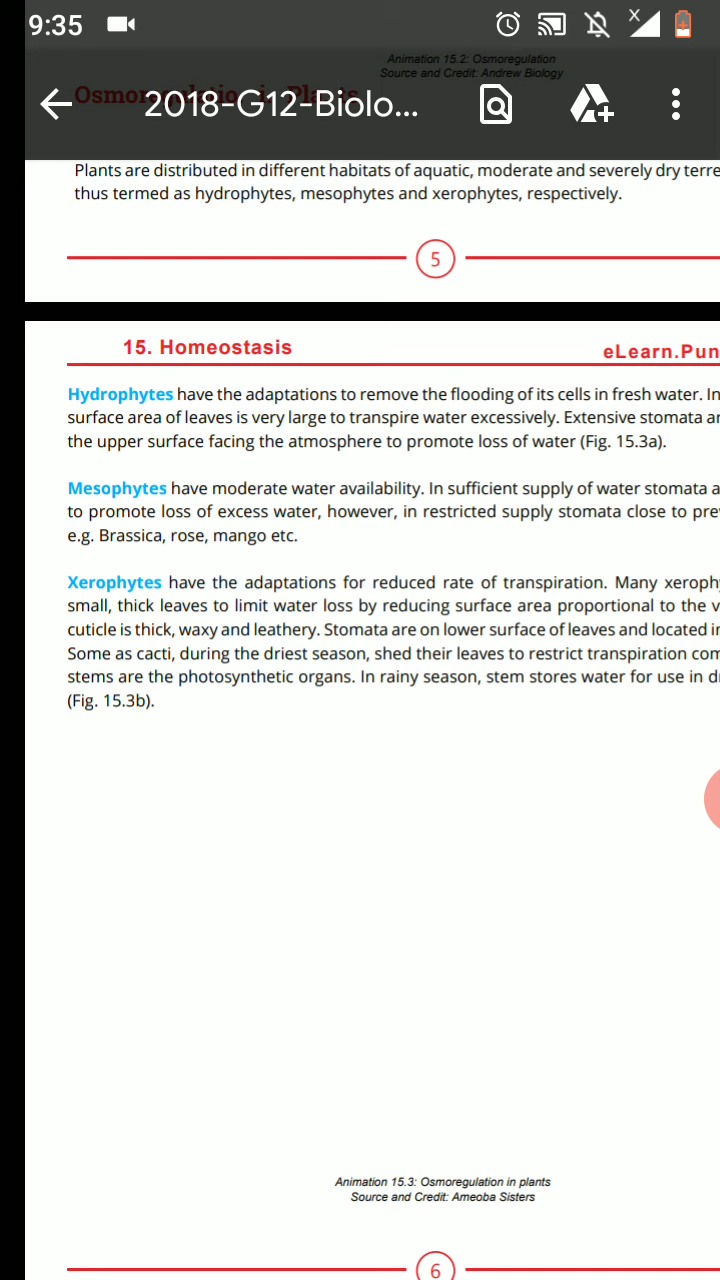 9:35
Animation 15.2: Osmoregulation
Source and Credit: Andrew Biology
Osmoregulation in Plants
2018-G12-Biolo...
Plants are distributed in different habitats of aquatic, moderate and severely dry terre
thus termed as hydrophytes, mesophytes and xerophytes, respectively.
5
15. Homeostasis
eLearn.Pun
Hydrophytes have the adaptations to remove the flooding of its cells in fresh water. In
surface area of leaves is very large to transpire water excessively. Extensive stomata ar
the upper surface facing the atmosphere to promote loss of water (Fig. 15.3a).
Mesophytes have moderate water availability. In sufficient supply of water stomata a
to promote loss of excess water, however, in restricted supply stomata close to pre
e.g. Brassica, rose, mango etc.
Xerophytes have the adaptations for reduced rate of transpiration. Many xeroph
small, thick leaves to limit water loss by reducing surface area proportional to the v
cuticle is thick, waxy and leathery. Stomata are on lower surface of leaves and located in
Some as cacti, during the driest season, shed their leaves to restrict transpiration com
stems are the photosynthetic organs. In rainy season, stem stores water for use in d
(Fig. 15.3b).
Animation 15.3: Osmoregulation in plants
Source and Credit: Ameoba Sisters
6